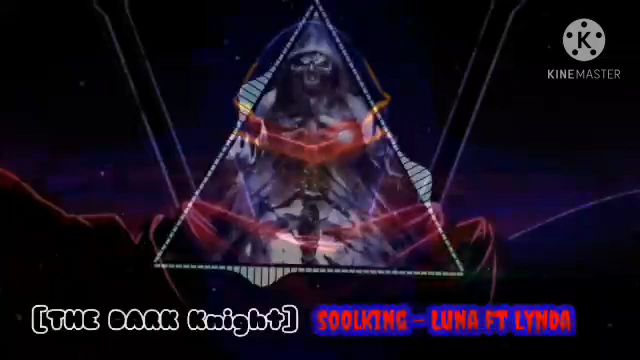 K
KINEMASTER
[THE DARK Knight] SOOLKING - LUNA FT LYNDA